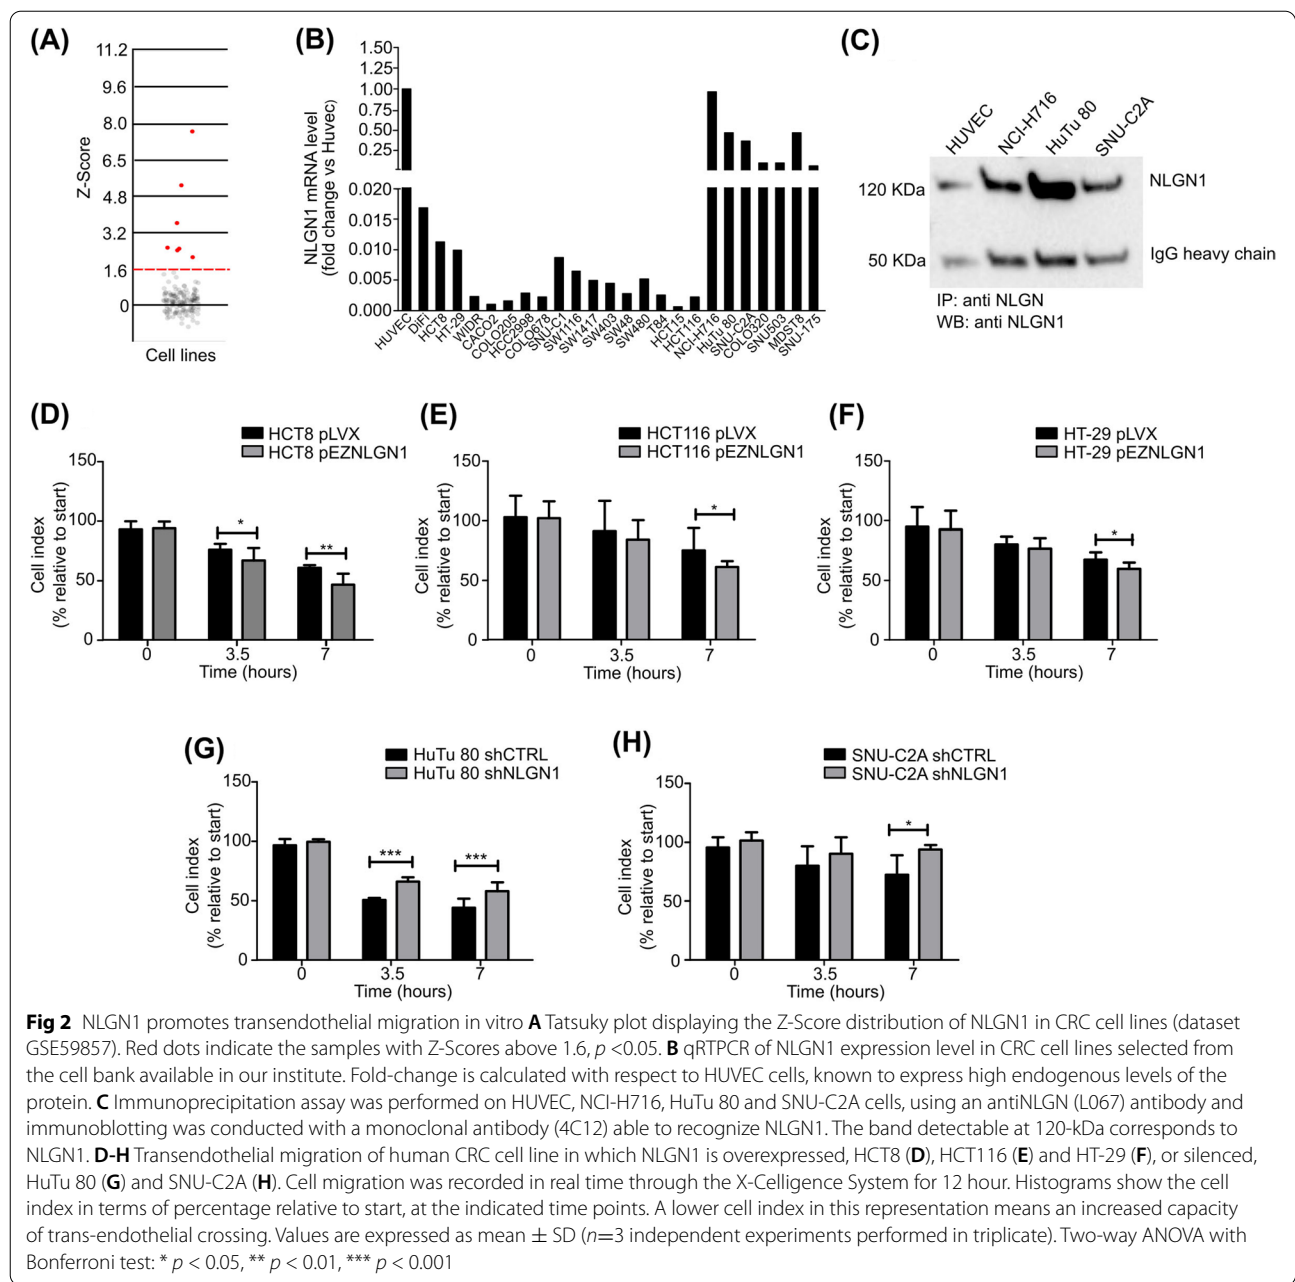 (A)
11.2
9.6
8.0
6.5
4.8
3.2
1.6
0
Z-Score
Cell lines
(B)
1.50
1.25
1.00
0.75
0.50
0.25
0.020
0.015
0.010
0.005
0.000
NLGN1 mRNA level
(fold change vs Huvec)
HUVEC
DiFi
HCT8
HT-29
WIDR
CACO2
COLO205
HCC2998
COLO678
SNU-C1
SW1116
SW1417
SW403
SW48
SW480
T84
HCT15
HCT116
NCI-H716
HuTu 80
SNU-C2A
COLO320
SNU503
MDST8
SNU-175
(C)
HUVEC
NCI-H716
HuTu 80
SNU-C2A
120 KDa
NLGN1
50 KDa
IgG heavy chain
IP: anti NLGN
WB: anti NLGN1
(D)
HCT8 pLVX
HCT8 pEZNLGN1
150
100
50
0
Cell index
(% relative to start)
*
**
0 3.5 7
Time (hours)
(E)
HCT116 pLVX
HCT116 pEZNLGN1
150
100
50
0
Cell index
(% relative to start)
*
0 3.5 7
Time (hours)
(F)
HT-29 pLVX
HT-29 pEZNLGN1
150
100
50
0
Cell index
(% relative to start)
*
0 3.5 7
Time (hours)
(G)
HuTu 80 shCTRL
HuTu 80 shNLGN1
150
100
50
0
Cell index
(% relative to start)
***
***
0 3.5 7
Time (hours)
(H)
SNU-C2A shCTRL
SNU-C2A shNLGN1
150
100
50
0
Cell index
(% relative to start)
*
0 3.5 7
Time (hours)
Fig 2 NLGN1 promotes transendothelial migration in vitro A Tatsuky plot displaying the Z-Score distribution of NLGN1 in CRC cell lines (dataset
GSE59857). Red dots indicate the samples with Z-Scores above 1.6, p <0.05. B qRTPCR of NLGN1 expression level in CRC cell lines selected from
the cell bank available in our institute. Fold-change is calculated with respect to HUVEC cells, known to express high endogenous levels of the
protein. C Immunoprecipitation assay was performed on HUVEC, NCI-H716, HuTu 80 and SNU-C2A cells, using an antiNLGN (L067) antibody and
immunoblotting was conducted with a monoclonal antibody (4C12) able to recognize NLGN1. The band detectable at 120-kDa corresponds to
NLGN1. D-H Transendothelial migration of human CRC cell line in which NLGN1 is overexpressed, HCT8 (D), HCT116 (E) and HT-29 (F), or silenced,
HuTu 80 (G) and SNU-C2A (H). Cell migration was recorded in real time through the X-Celligence System for 12 hour. Histograms show the cell
index in terms of percentage relative to start, at the indicated time points. A lower cell index in this representation means an increased capacity
of trans-endothelial crossing. Values are expressed as mean ± SD (n=3 independent experiments performed in triplicate). Two-way ANOVA with
Bonferroni test: * p < 0.05, ** p < 0.01, *** p < 0.001